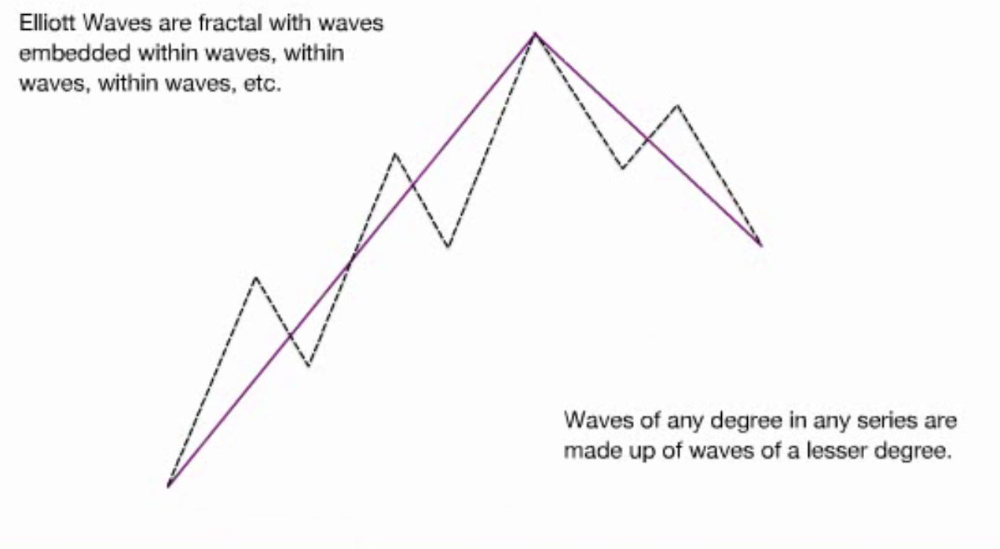 Elliott Waves are fractal with waves
embedded within waves, within
waves, within waves, etc.
Waves of any degree in any series are
made up of waves of a lesser degree.